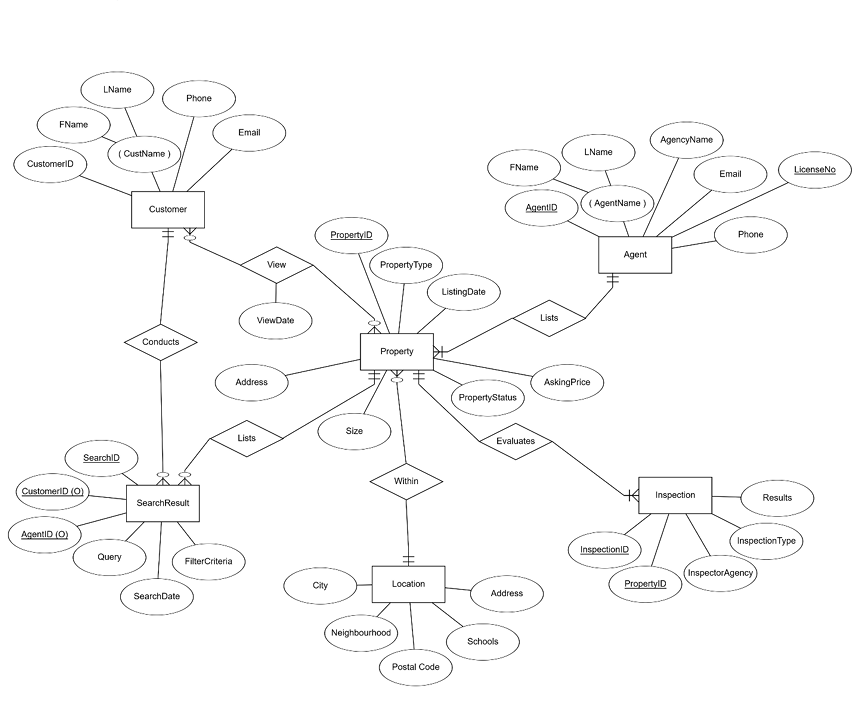 LName
Phone
FName
Email
( CustName )
CustomerID
Customer
AgencyName
LName
FName
Email
LicenseNo
( AgentName )
AgentID
Phone
Agent
PropertyID
View
PropertyType
ListingDate
ViewDate
Lists
Conducts
Property
Address
AskingPrice
PropertyStatus
Size
Lists
Evaluates
SearchID
CustomerID (O)
SearchResult
AgentID (O)
Query
FilterCriteria
SearchDate
Within
Inspection
Results
InspectionType
InspectionID
InspectorAgency
PropertyID
Location
City
Address
Neighbourhood
Schools
Postal Code